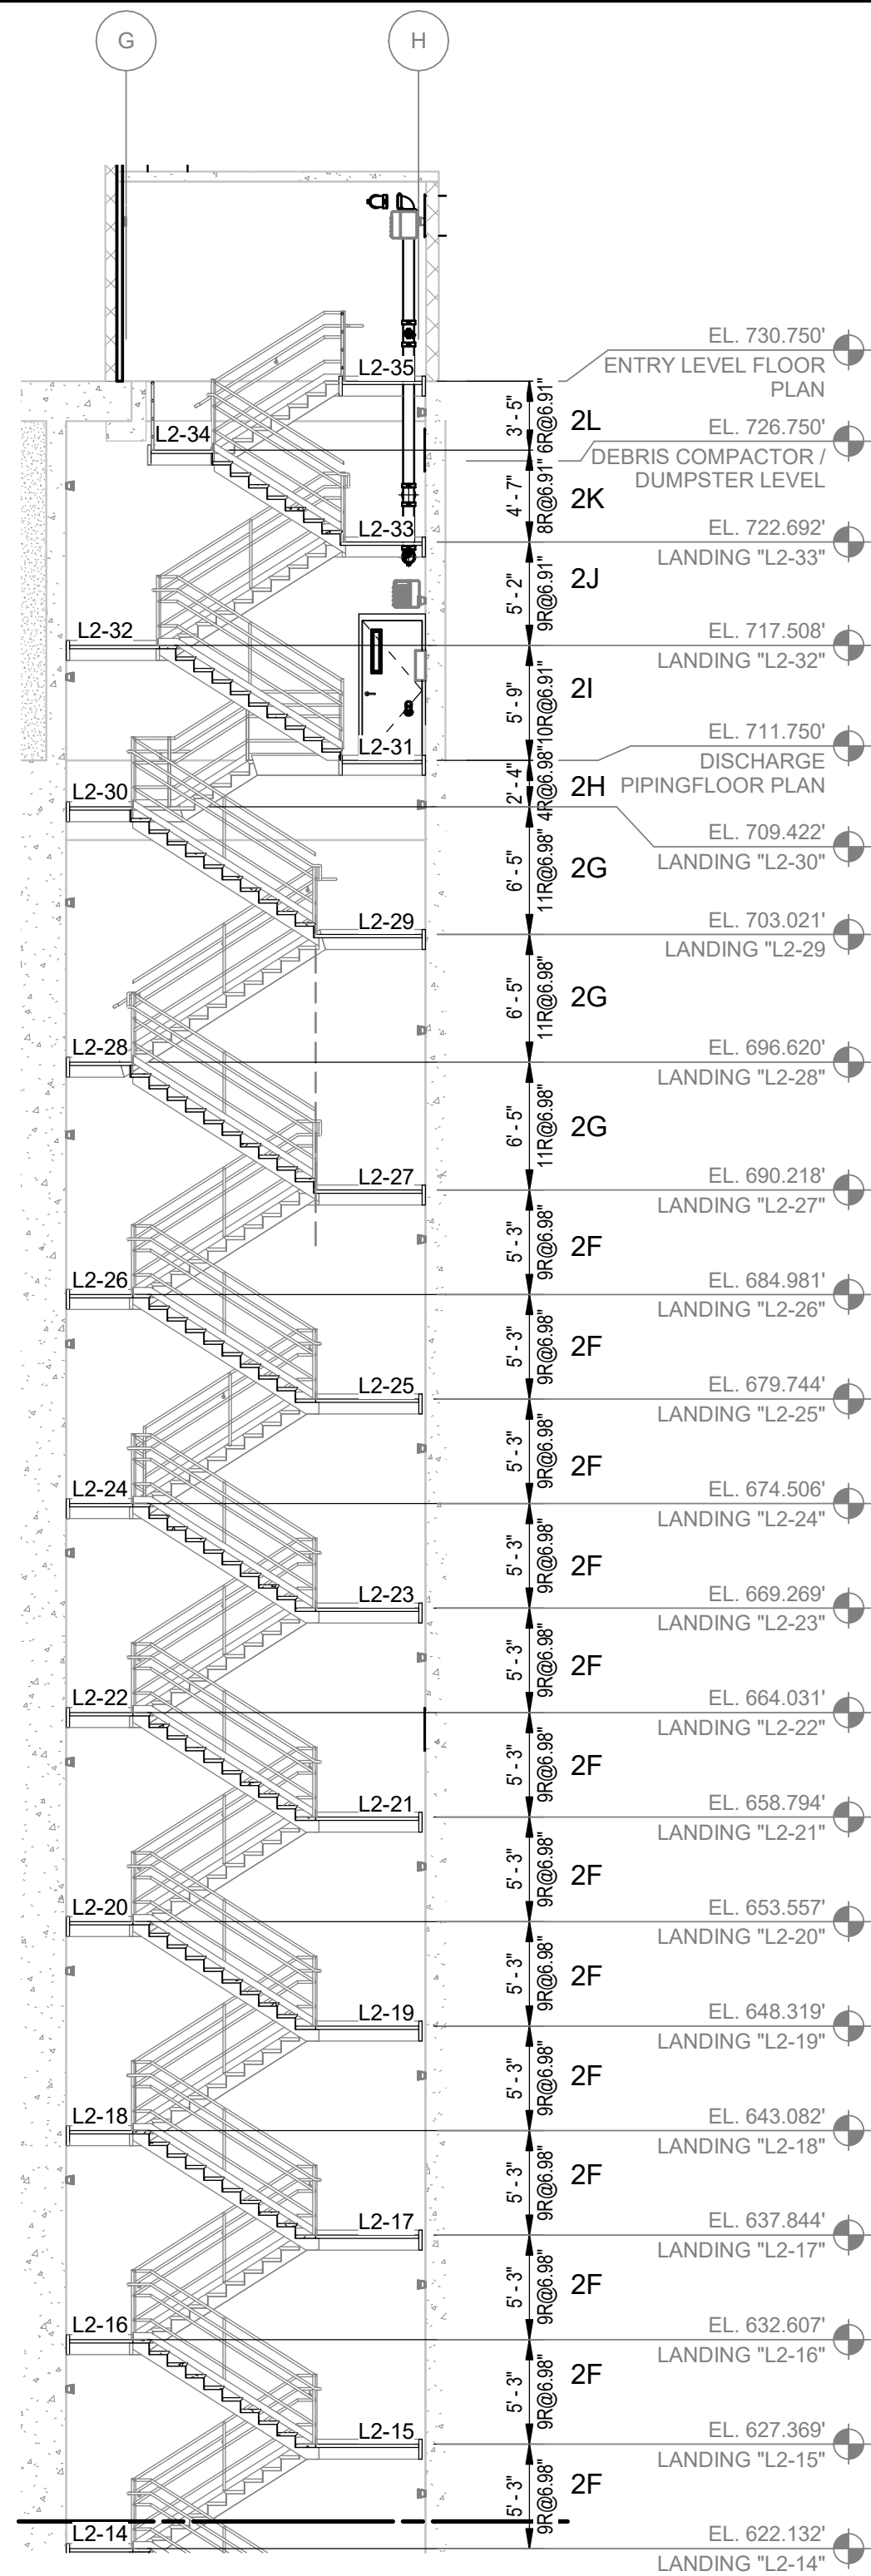 G
H
EL. 730.750'
ENTRY LEVEL FLOOR
PLAN
L2-35
3' - 5"
6R@6.91"
2L
EL. 726.750'
DEBRIS COMPACTOR /
DUMPSTER LEVEL
L2-34
4' - 7"
8R@6.91"
2K
L2-33
EL. 722.692'
LANDING "L2-33"
5' - 2"
9R@6.91"
2J
L2-32
EL. 717.508'
LANDING "L2-32"
5' - 9"
10R@6.91"
2I
L2-31
EL. 711.750'
DISCHARGE
PIPINGFLOOR PLAN
2' - 4"
4R@6.98"
2H
L2-30
EL. 709.422'
LANDING "L2-30"
6' - 5"
11R@6.98"
2G
L2-29
EL. 703.021'
LANDING "L2-29
6' - 5"
11R@6.98"
2G
L2-28
EL. 696.620'
LANDING "L2-28"
6' - 5"
11R@6.98"
2G
L2-27
EL. 690.218'
LANDING "L2-27"
5' - 3"
9R@6.98"
2F
L2-26
EL. 684.981'
LANDING "L2-26"
5' - 3"
9R@6.98"
2F
L2-25
EL. 679.744'
LANDING "L2-25"
5' - 3"
9R@6.98"
2F
L2-24
EL. 674.506'
LANDING "L2-24"
5' - 3"
9R@6.98"
2F
L2-23
EL. 669.269'
LANDING "L2-23"
5' - 3"
9R@6.98"
2F
L2-22
EL. 664.031'
LANDING "L2-22"
5' - 3"
9R@6.98"
2F
L2-21
EL. 658.794'
LANDING "L2-21"
5' - 3"
9R@6.98"
2F
L2-20
EL. 653.557'
LANDING "L2-20"
5' - 3"
9R@6.98"
2F
L2-19
EL. 648.319'
LANDING "L2-19"
5' - 3"
9R@6.98"
2F
L2-18
EL. 643.082'
LANDING "L2-18"
5' - 3"
9R@6.98"
2F
L2-17
EL. 637.844'
LANDING "L2-17"
5' - 3"
9R@6.98"
2F
L2-16
EL. 632.607'
LANDING "L2-16"
5' - 3"
9R@6.98"
2F
L2-15
EL. 627.369'
LANDING "L2-15"
5' - 3"
9R@6.98"
2F
L2-14
EL. 622.132'
LANDING "L2-14"